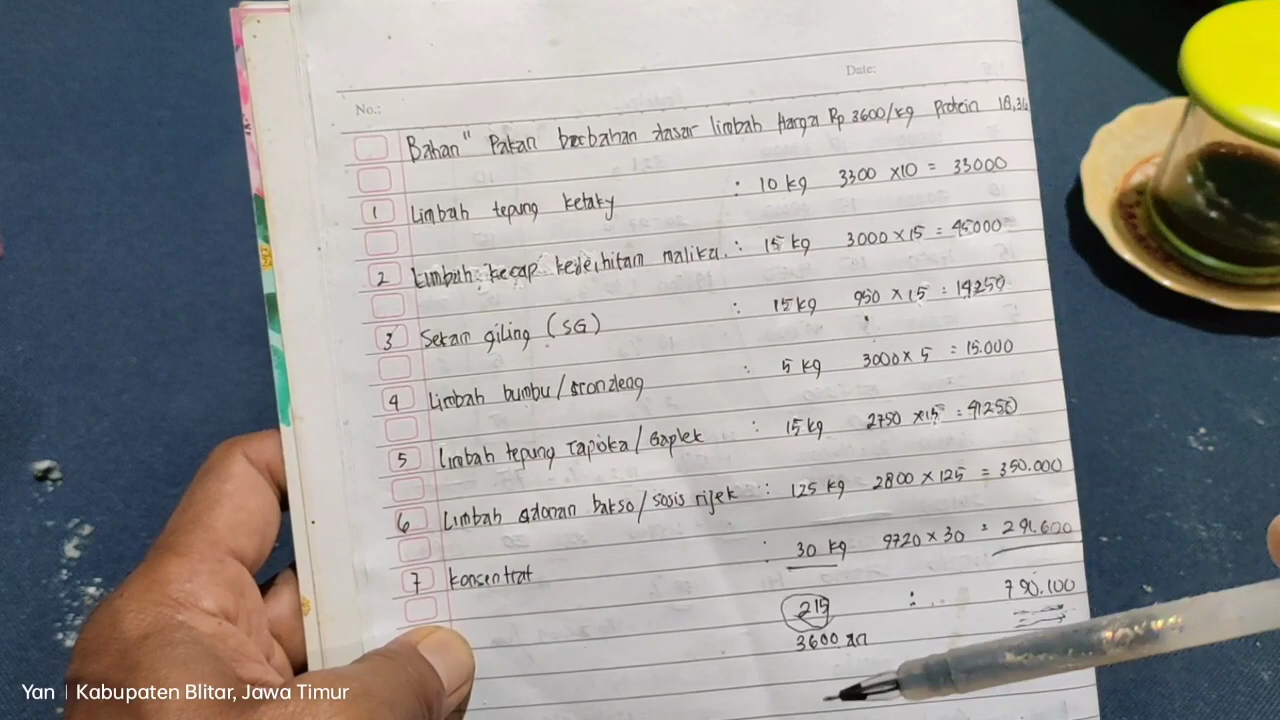 No.:
Date:
Bahan" Pakan berbahan dasar limbah Harga Rp 3600/kg Protein 18,34
1 Limbah tepung ketaky : 10 kg 3300 x10 = 33000
2 Limbah kecap kedelhitam malika. : 15 kg 3000 x 15 = 45000
3 Sekam giling (SG) : 15 kg 950 x 15 = 14250
4 Limbah bumbu/srondeng : 5 kg 3000 x 5 = 15.000
5 Limbah tepung Tapioka/Gaplek : 15 kg 2750 x15 = 41250
6 Limbah adonan bakso/sosis rijek : 125 kg 2800 x 125 = 350.000
7 Konsentrat : 30 kg 9720 x 30 = 291.600
215 : 790.100
3600 an
Yan | Kabupaten Blitar, Jawa Timur